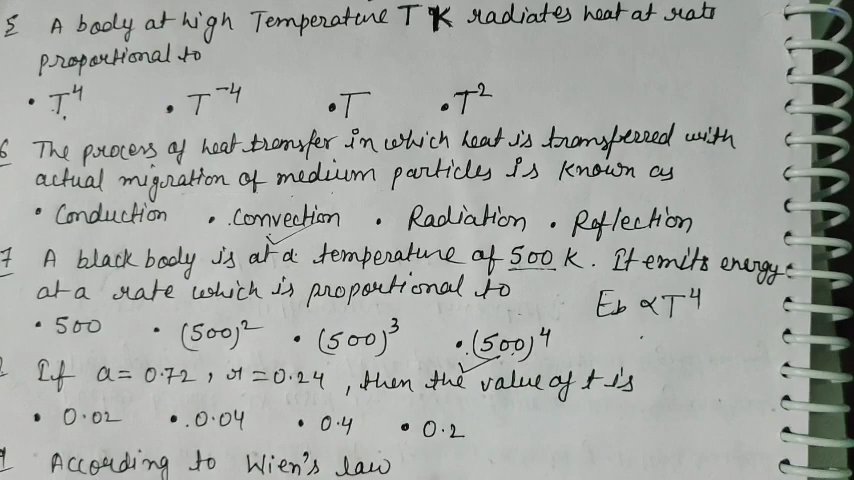 5 A body at high Temperature T K radiates heat at rate
proportional to
• T⁴ • T⁻⁴ • T • T²
6 The process of heat transfer in which heat is transferred with
actual migration of medium particles is known as
• Conduction • Convection • Radiation • Reflection
7 A black body is at a temperature of 500 K. It emits energy
at a rate which is proportional to Eb ∝ T⁴
• 500 • (500)² • (500)³ • (500)⁴
If a = 0.72, r = 0.24, then the value of t is
• 0.02 • 0.04 • 0.4 • 0.2
According to Wien's law